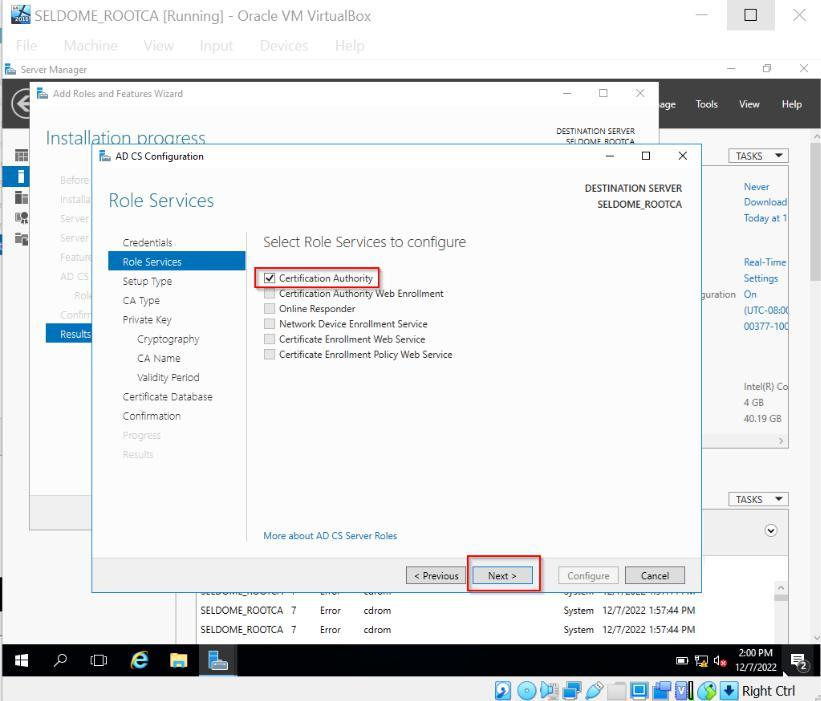 SELDOME_ROOTCA [Running] - Oracle VM VirtualBox
File Machine View Input Devices Help
Server Manager
Add Roles and Features Wizard
Tools View Help
Installation progress
DESTINATION SERVER
SELDOME_ROOTCA
AD CS Configuration
TASKS
Role Services
DESTINATION SERVER
SELDOME_ROOTCA
Before
Installa
Server
Server
Feature
AD CS
Role
Confirm
Results
Credentials
Role Services
Setup Type
CA Type
Private Key
Cryptography
CA Name
Validity Period
Certificate Database
Confirmation
Progress
Results
Select Role Services to configure
Certification Authority
Certification Authority Web Enrollment
Online Responder
Network Device Enrollment Service
Certificate Enrollment Web Service
Certificate Enrollment Policy Web Service
More about AD CS Server Roles
Never
Download
Today at 1
Real-Time
Settings
guration On
(UTC-08:00
00377-100
Intel(R) Co
4 GB
40.19 GB
TASKS
< Previous Next > Configure Cancel
SELDOME_ROOTCA 7 Error cdrom System 12/7/2022 1:57:44 PM
SELDOME_ROOTCA 7 Error cdrom System 12/7/2022 1:57:44 PM
2:00 PM
12/7/2022
2
Right Ctrl